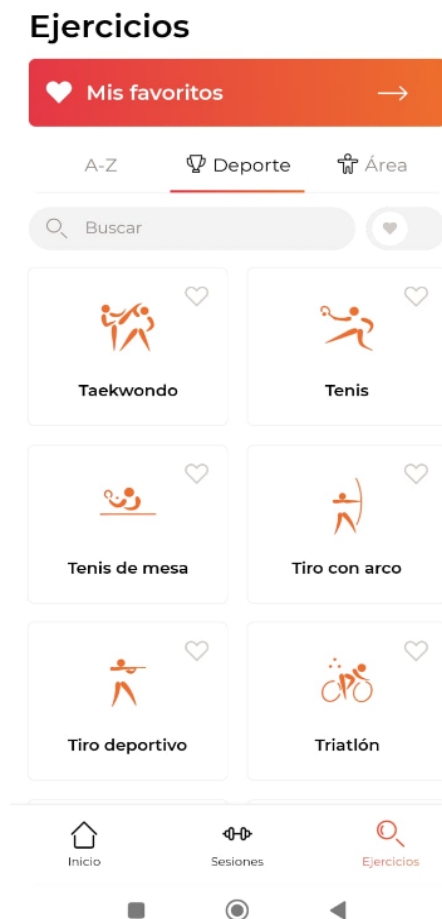 Ejercicios
Mis favoritos
A-Z Deporte Área
Buscar
Taekwondo Tenis
Tenis de mesa Tiro con arco
Tiro deportivo Triatlón
Inicio Sesiones Ejercicios